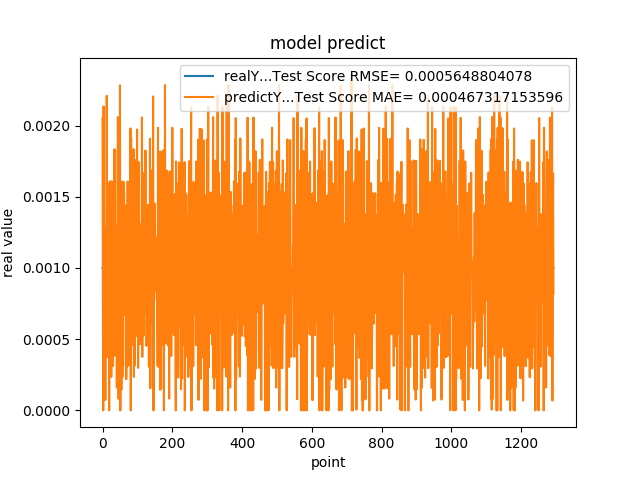 model predict
realY...Test Score RMSE= 0.0005648804078
predictY...Test Score MAE= 0.000467317153596
0.0020
0.0015
0.0010
0.0005
0.0000
real value
0
200
400
600
800
1000
1200
point